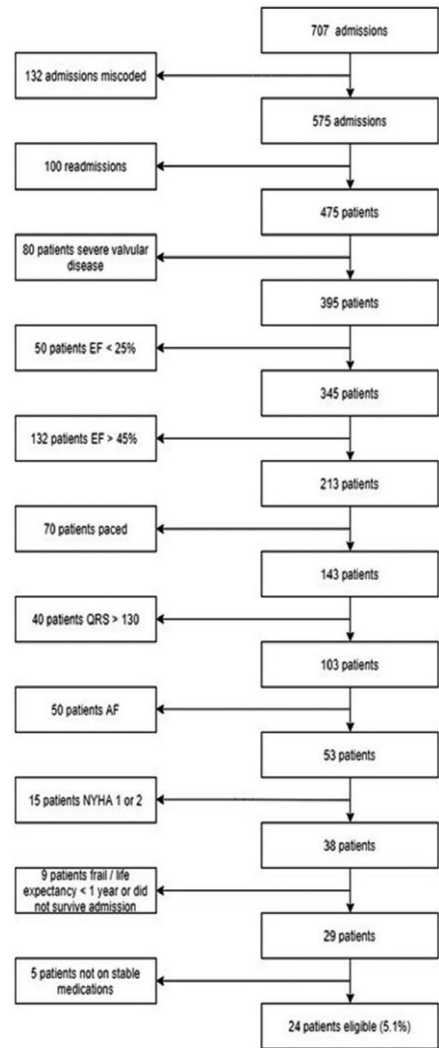 707 admissions
132 admissions miscoded
575 admissions
100 readmissions
475 patients
80 patients severe valvular
disease
395 patients
50 patients EF < 25%
345 patients
132 patients EF > 45%
213 patients
70 patients paced
143 patients
40 patients QRS > 130
103 patients
50 patients AF
53 patients
15 patients NYHA 1 or 2
38 patients
9 patients frail / life
expectancy < 1 year or did
not survive admission
29 patients
5 patients not on stable
medications
24 patients eligible (5.1%)